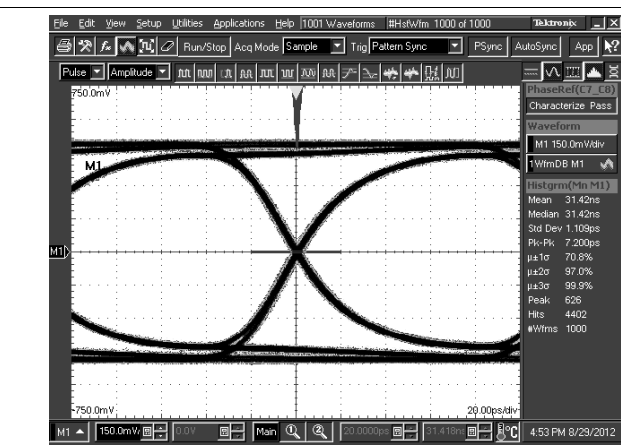 File Edit View Setup Utilities Applications Help 1001 Waveforms #HstWfm 1000 of 1000 Tektronix
Run/Stop Acq Mode Sample Trig Pattern Sync PSync AutoSync App
Pulse Amplitude
750.0mV
PhaseRef(C7_C8)
Characterize Pass
Waveform
M1 150.0mV/div
1 WfmDB M1
Histgrm(Mn M1)
Mean 31.42ns
Median 31.42ns
Std Dev 1.109ps
Pk-Pk 7.200ps
µ±1σ 70.8%
µ±2σ 97.0%
µ±3σ 99.9%
Peak 626
Hits 4402
#Wfms 1000
M1
M1
-750.0mV
20.00ps/div
M1 150.0mV/ 0.0V Main 20.0000ps 31.418ns °C 4:53 PM 8/29/2012